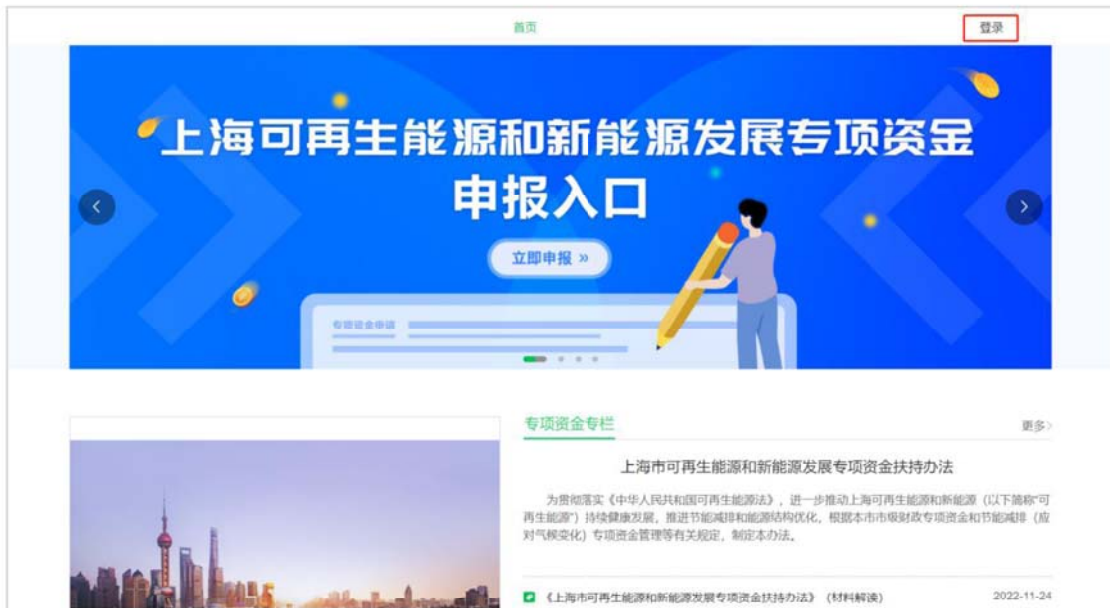 首页
登录
上海可再生能源和新能源发展专项资金
申报入口
立即申报 »
专项资金申请
专项资金专栏
更多>
上海市可再生能源和新能源发展专项资金扶持办法
为贯彻落实《中华人民共和国可再生能源法》，进一步推动上海可再生能源和新能源（以下简称“可
再生能源”）持续健康发展，推进节能减排和能源结构优化，根据本市市级财政专项资金和节能减排（应
对气候变化）专项资金管理等有关规定，制定本办法。
《上海市可再生能源和新能源发展专项资金扶持办法》（材料解读）
2022-11-24